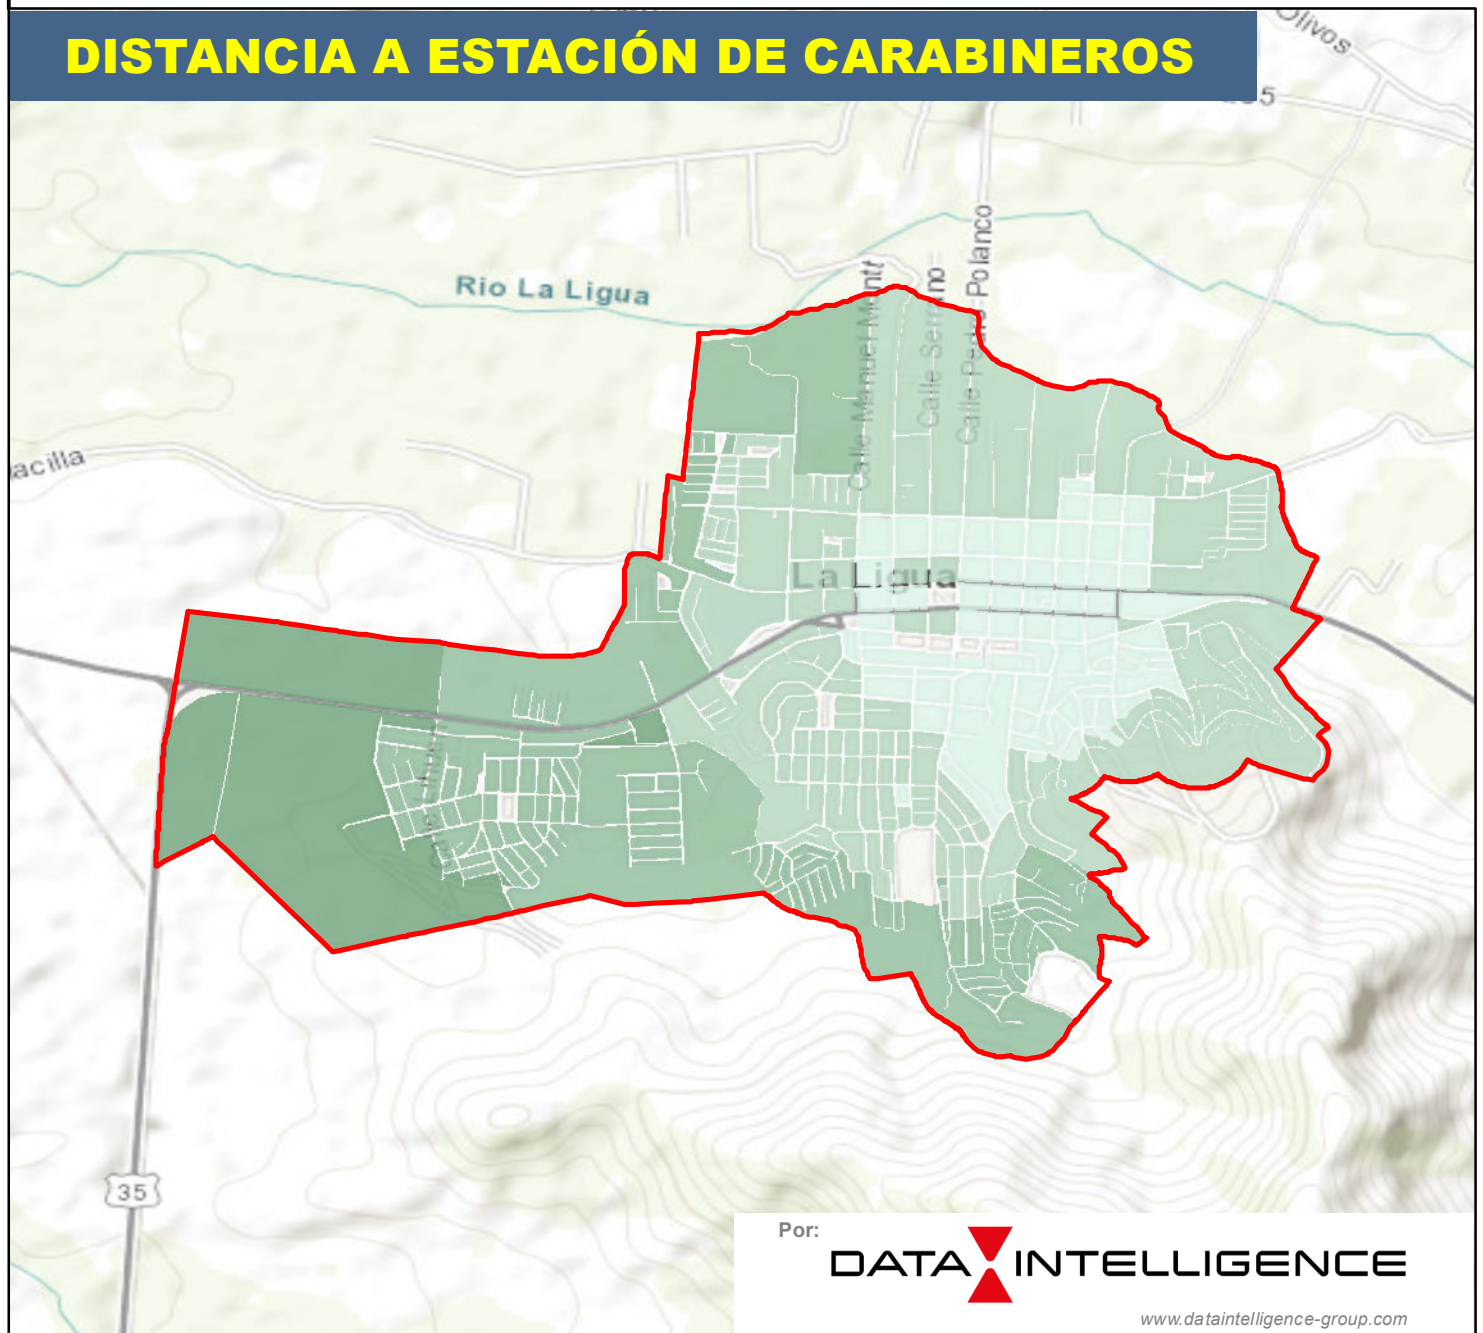 DISTANCIA A ESTACIÓN DE CARABINEROS
Olivos
Rio La Ligua
Calle Manuel Montt
Calle Serrano
Calle Pedro Polanco
acilla
La Ligua
35
Por:
DATA INTELLIGENCE
www.dataintelligence-group.com